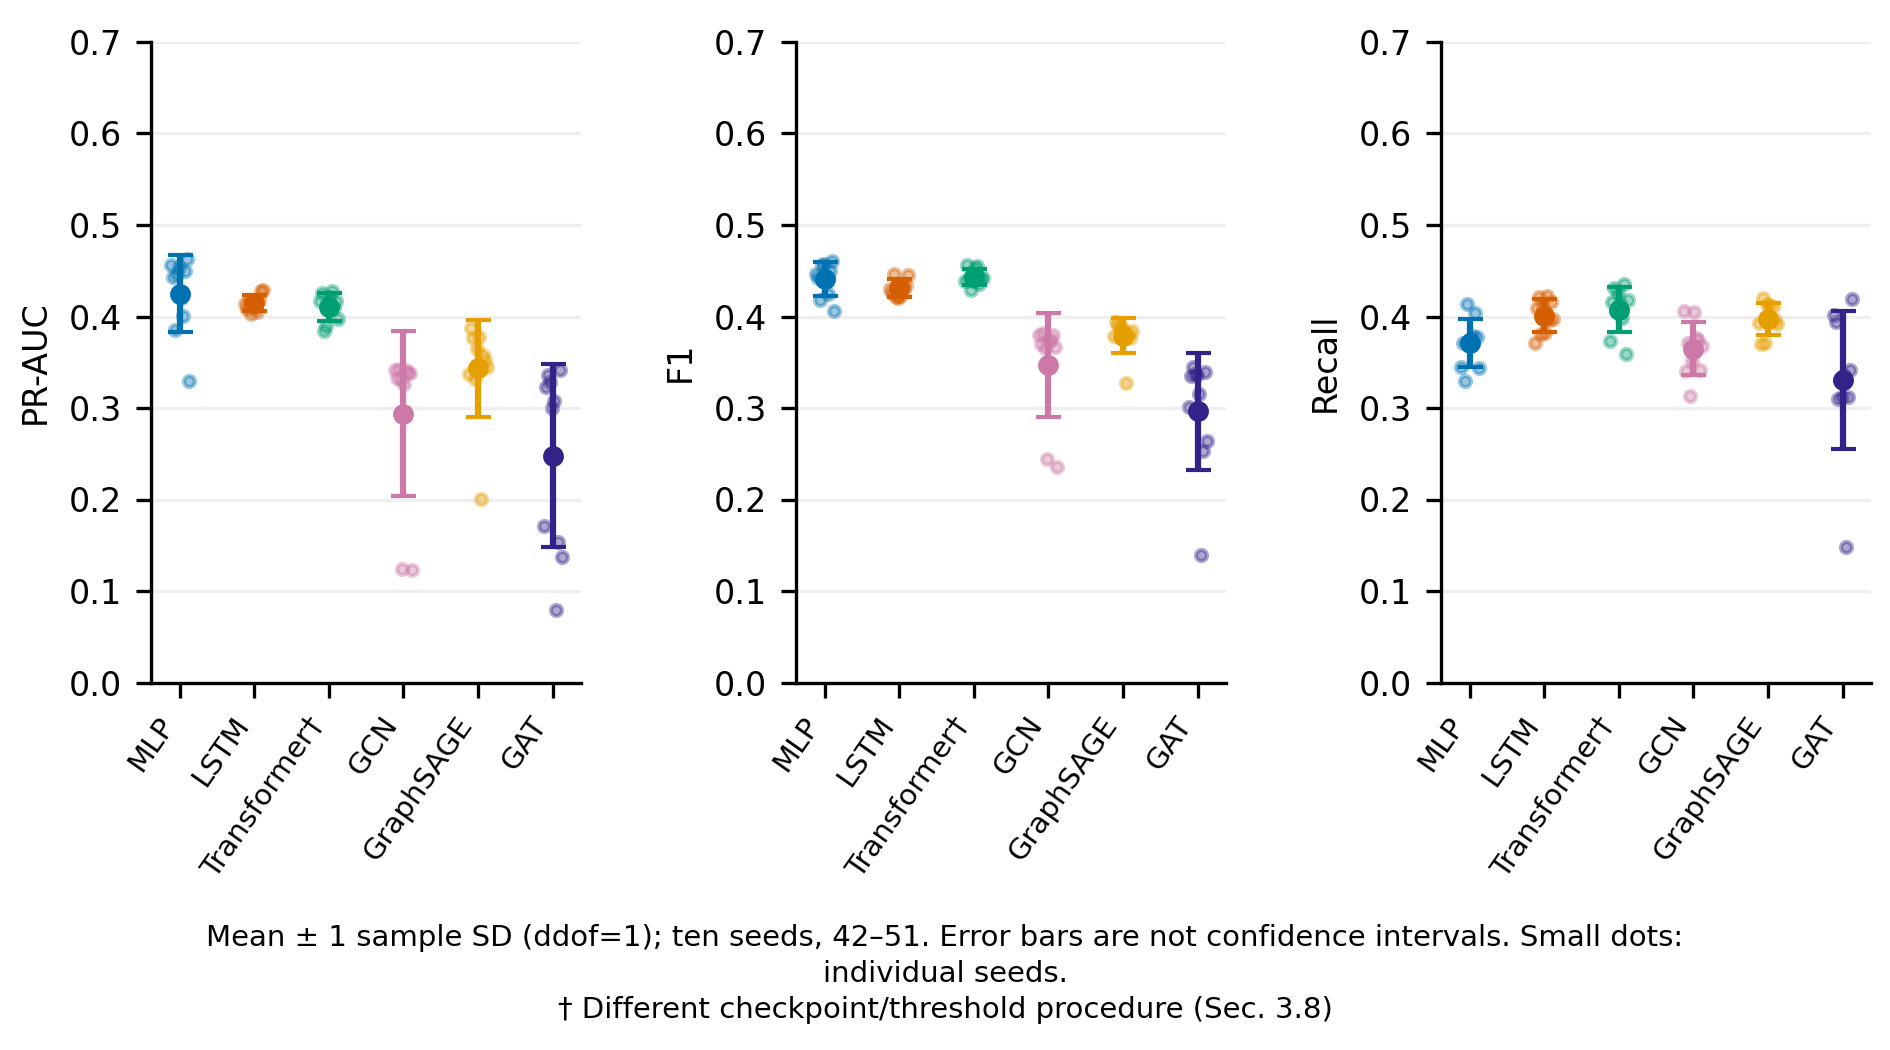 PR-AUC
0.7
0.6
0.5
0.4
0.3
0.2
0.1
0.0
MLP
LSTM
Transformer†
GCN
GraphSAGE
GAT
F1
0.7
0.6
0.5
0.4
0.3
0.2
0.1
0.0
MLP
LSTM
Transformer†
GCN
GraphSAGE
GAT
Recall
0.7
0.6
0.5
0.4
0.3
0.2
0.1
0.0
MLP
LSTM
Transformer†
GCN
GraphSAGE
GAT
Mean ± 1 sample SD (ddof=1); ten seeds, 42–51. Error bars are not confidence intervals. Small dots:
individual seeds.
† Different checkpoint/threshold procedure (Sec. 3.8)